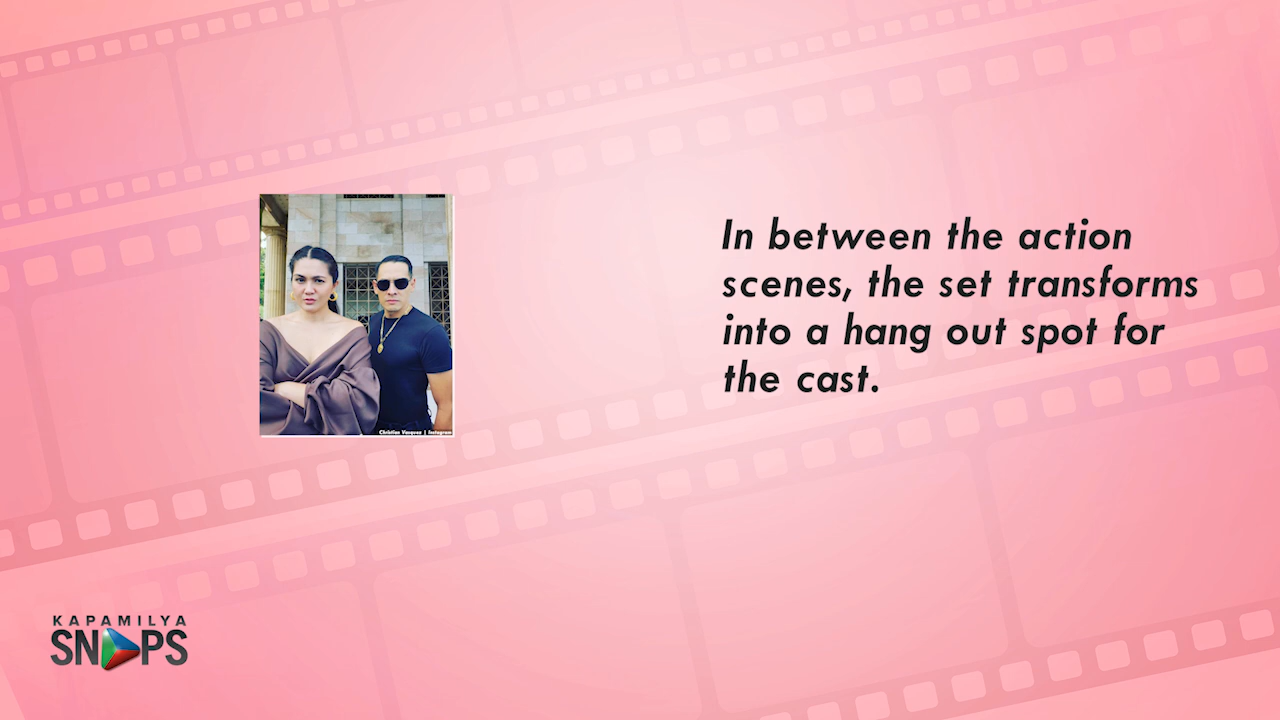 In between the action
scenes, the set transforms
into a hang out spot for
the cast.
Christian Vasquez | Instagram
KAPAMILYA
SNAPS